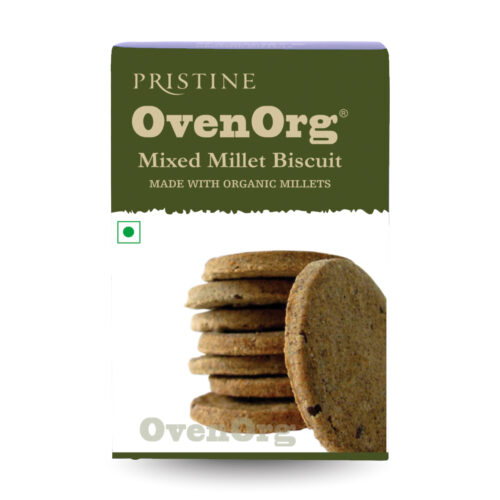 PRISTINE
OvenOrg®
Mixed Millet Biscuit
MADE WITH ORGANIC MILLETS
OvenOrg